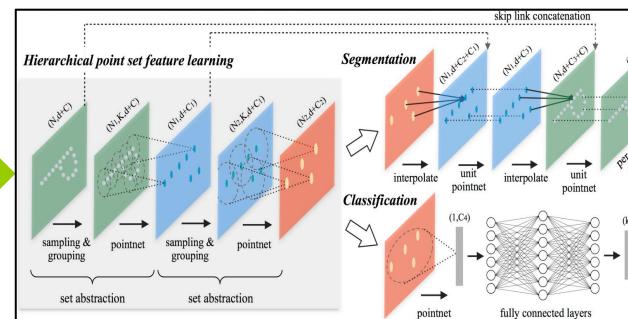 skip link concatenation
Hierarchical point set feature learning
Segmentation
(N,d+C)
(N1,K,d+C)
(N1,d+C1)
(N2,K,d+C1)
(N2,d+C2)
(N1,d+C2+C1)
(N1,d+C3)
(N,d+C3+C)
interpolate
unit
pointnet
interpolate
unit
pointnet
sampling &
grouping
pointnet
sampling &
grouping
pointnet
set abstraction
set abstraction
Classification
(1,C4)
(k
pointnet
fully connected layers